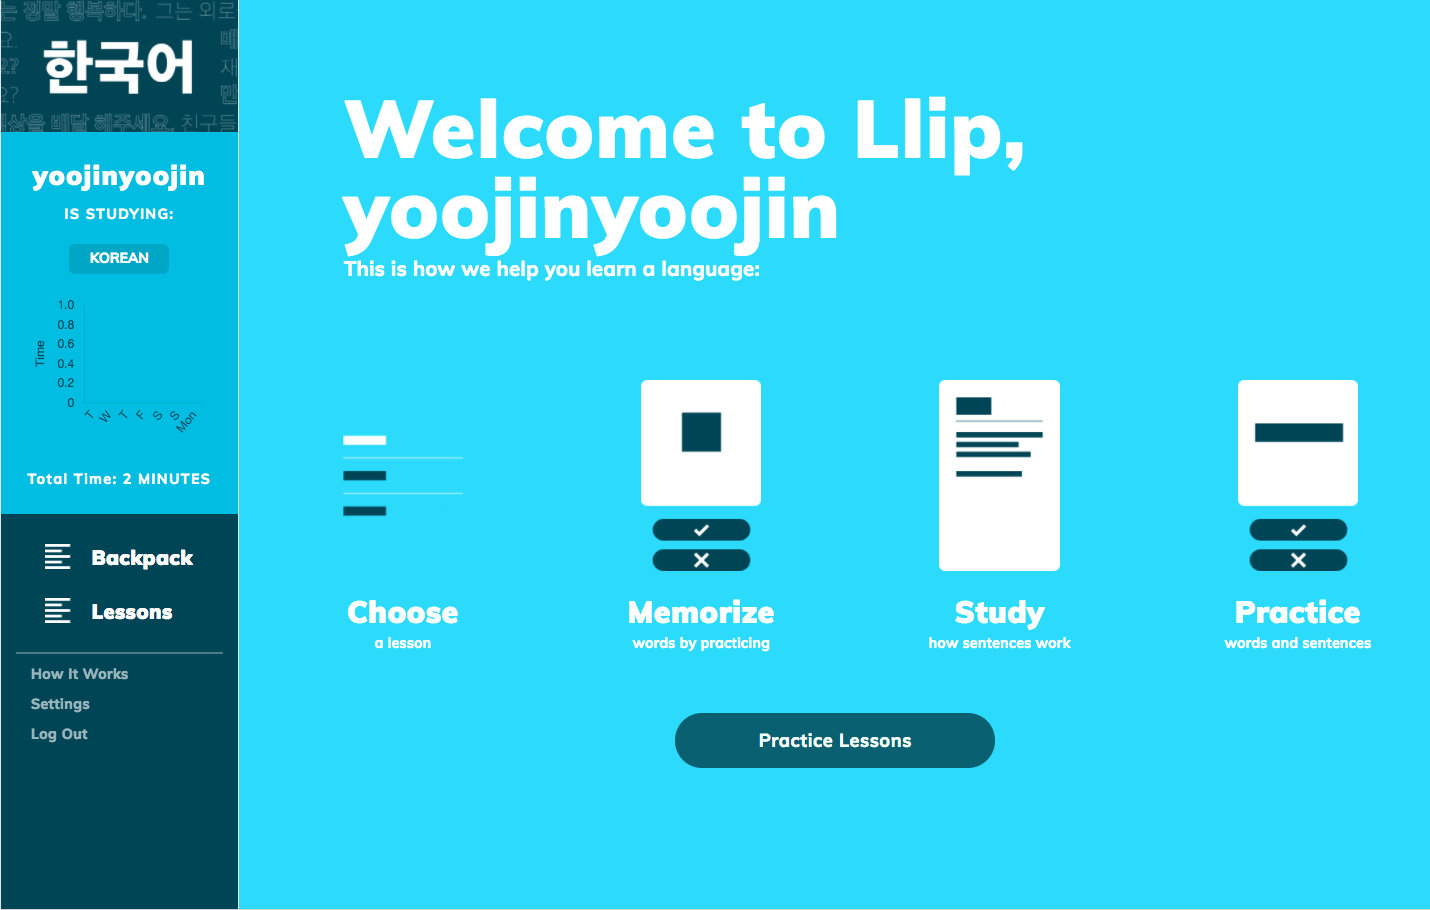 는 정말 행복하다. 그는 외로
요. 매
요? 재
요? 만
상을 배달 해주세요. 친구들
한국어
yoojinyoojin
IS STUDYING:
KOREAN
1.0
0.8
0.6
0.4
0.2
0
Time
T W T F S S Mon
Total Time: 2 MINUTES
Backpack
Lessons
How It Works
Settings
Log Out
Welcome to Llip,
yoojinyoojin
This is how we help you learn a language:
Choose
a lesson
Memorize
words by practicing
Study
how sentences work
Practice
words and sentences
Practice Lessons